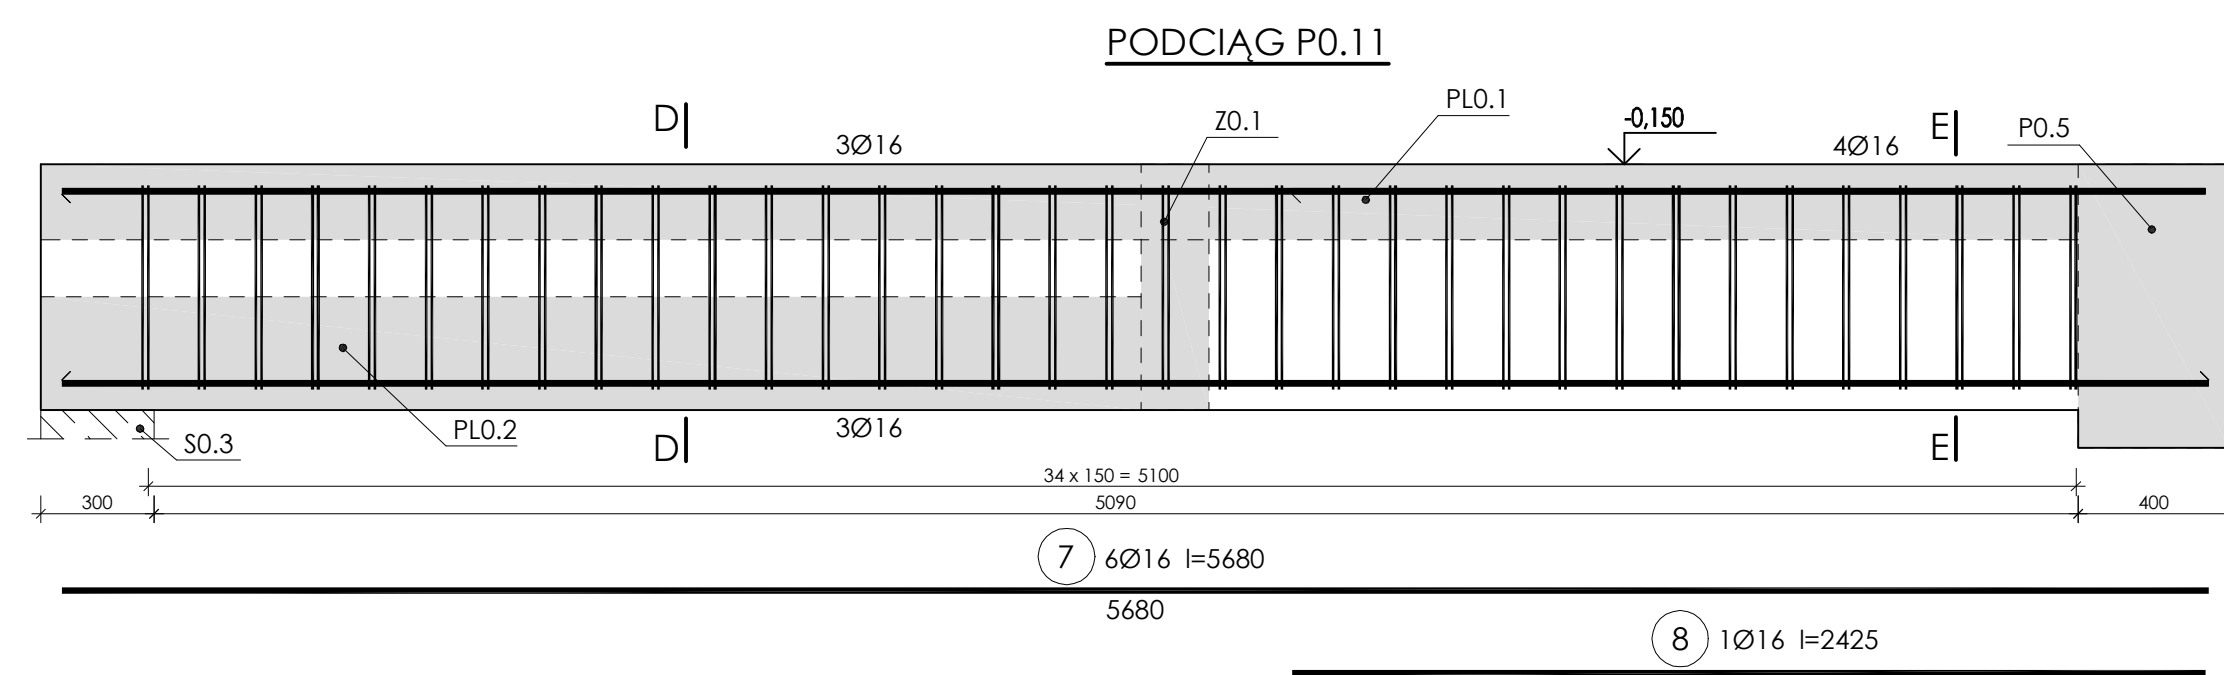 PODCIĄG P0.11
D
3Ø16
Z0.1
PL0.1
-0,150
4Ø16
E
P0.5
S0.3
PL0.2
D
3Ø16
E
34 x 150 = 5100
300
5090
400
7 6Ø16 l=5680
5680
8 1Ø16 l=2425